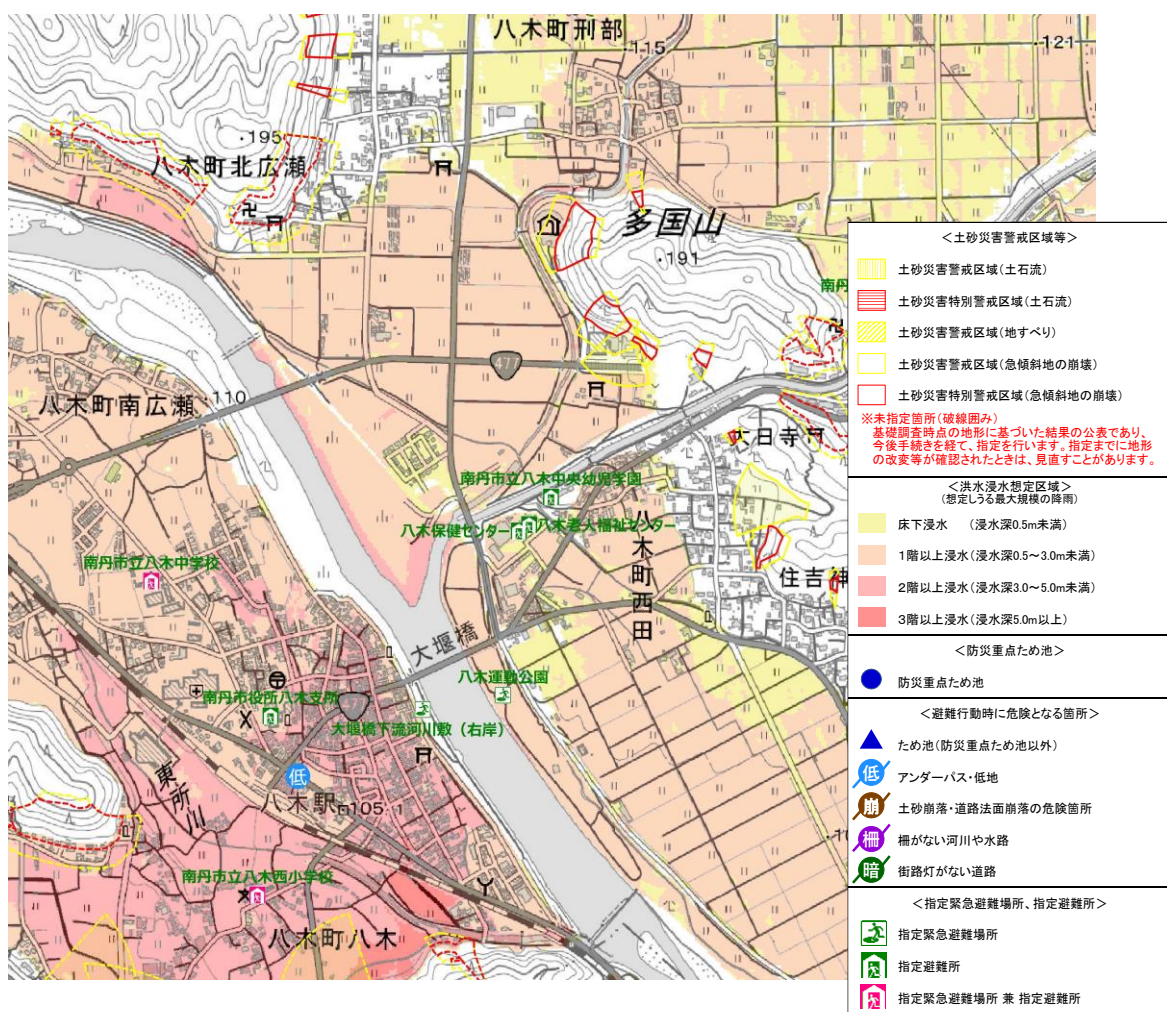 八木町刑部
115
121
195
八木町北広瀬
多国山
191
南丹
477
八木町南広瀬
110
大日寺
南丹市立八木中央幼児学園
八木保健センター
八木老人福祉センター
八木町西田
南丹市立八木中学校
住吉神
大堰橋
八木運動公園
南丹市役所八木支所
大堰橋下流河川敷（右岸）
低
東所川
八木駅
105
南丹市立八木西小学校
八木町八木
＜土砂災害警戒区域等＞
土砂災害警戒区域(土石流)
土砂災害特別警戒区域(土石流)
土砂災害警戒区域(地すべり)
土砂災害警戒区域(急傾斜地の崩壊)
土砂災害特別警戒区域(急傾斜地の崩壊)
※未指定箇所(破線囲み)
基礎調査時点の地形に基づいた結果の公表であり、
今後手続きを経て、指定を行います。指定までに地形
の改変等が確認されたときは、見直すことがあります。
＜洪水浸水想定区域＞
(想定しうる最大規模の降雨)
床下浸水　(浸水深0.5m未満)
1階以上浸水(浸水深0.5～3.0m未満)
2階以上浸水(浸水深3.0～5.0m未満)
3階以上浸水(浸水深5.0m以上)
＜防災重点ため池＞
防災重点ため池
＜避難行動時に危険となる箇所＞
ため池(防災重点ため池以外)
低 アンダーパス・低地
崩 土砂崩落・道路法面崩落の危険箇所
柵 柵がない河川や水路
暗 街路灯がない道路
＜指定緊急避難場所、指定避難所＞
指定緊急避難場所
指定避難所
指定緊急避難場所 兼 指定避難所